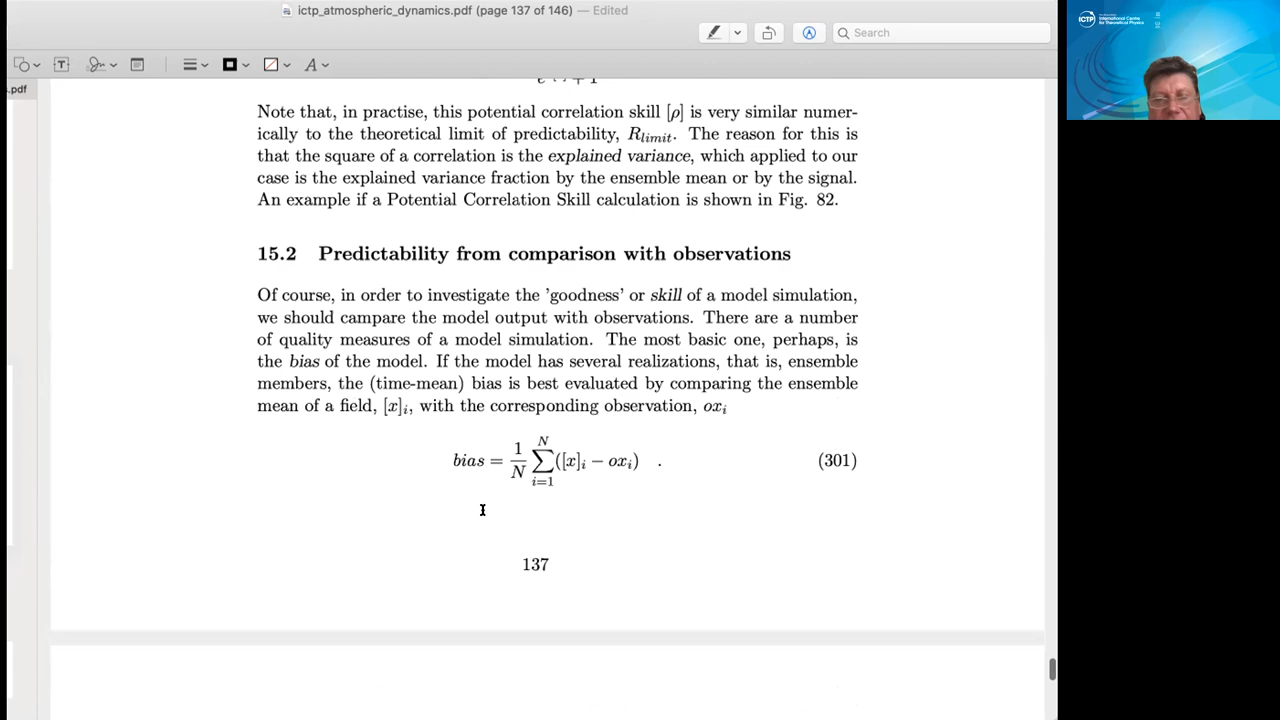 ictp_atmospheric_dynamics.pdf (page 137 of 146) — Edited
Search
s.pdf
Note that, in practise, this potential correlation skill [ρ] is very similar numer-
ically to the theoretical limit of predictability, R_limit. The reason for this is
that the square of a correlation is the explained variance, which applied to our
case is the explained variance fraction by the ensemble mean or by the signal.
An example if a Potential Correlation Skill calculation is shown in Fig. 82.
15.2 Predictability from comparison with observations
Of course, in order to investigate the 'goodness' or skill of a model simulation,
we should campare the model output with observations. There are a number
of quality measures of a model simulation. The most basic one, perhaps, is
the bias of the model. If the model has several realizations, that is, ensemble
members, the (time-mean) bias is best evaluated by comparing the ensemble
mean of a field, [x]_i, with the corresponding observation, ox_i
bias = 1/N ∑_{i=1}^{N} ([x]_i − ox_i) . (301)
137
ICTP
International Centre
for Theoretical Physics